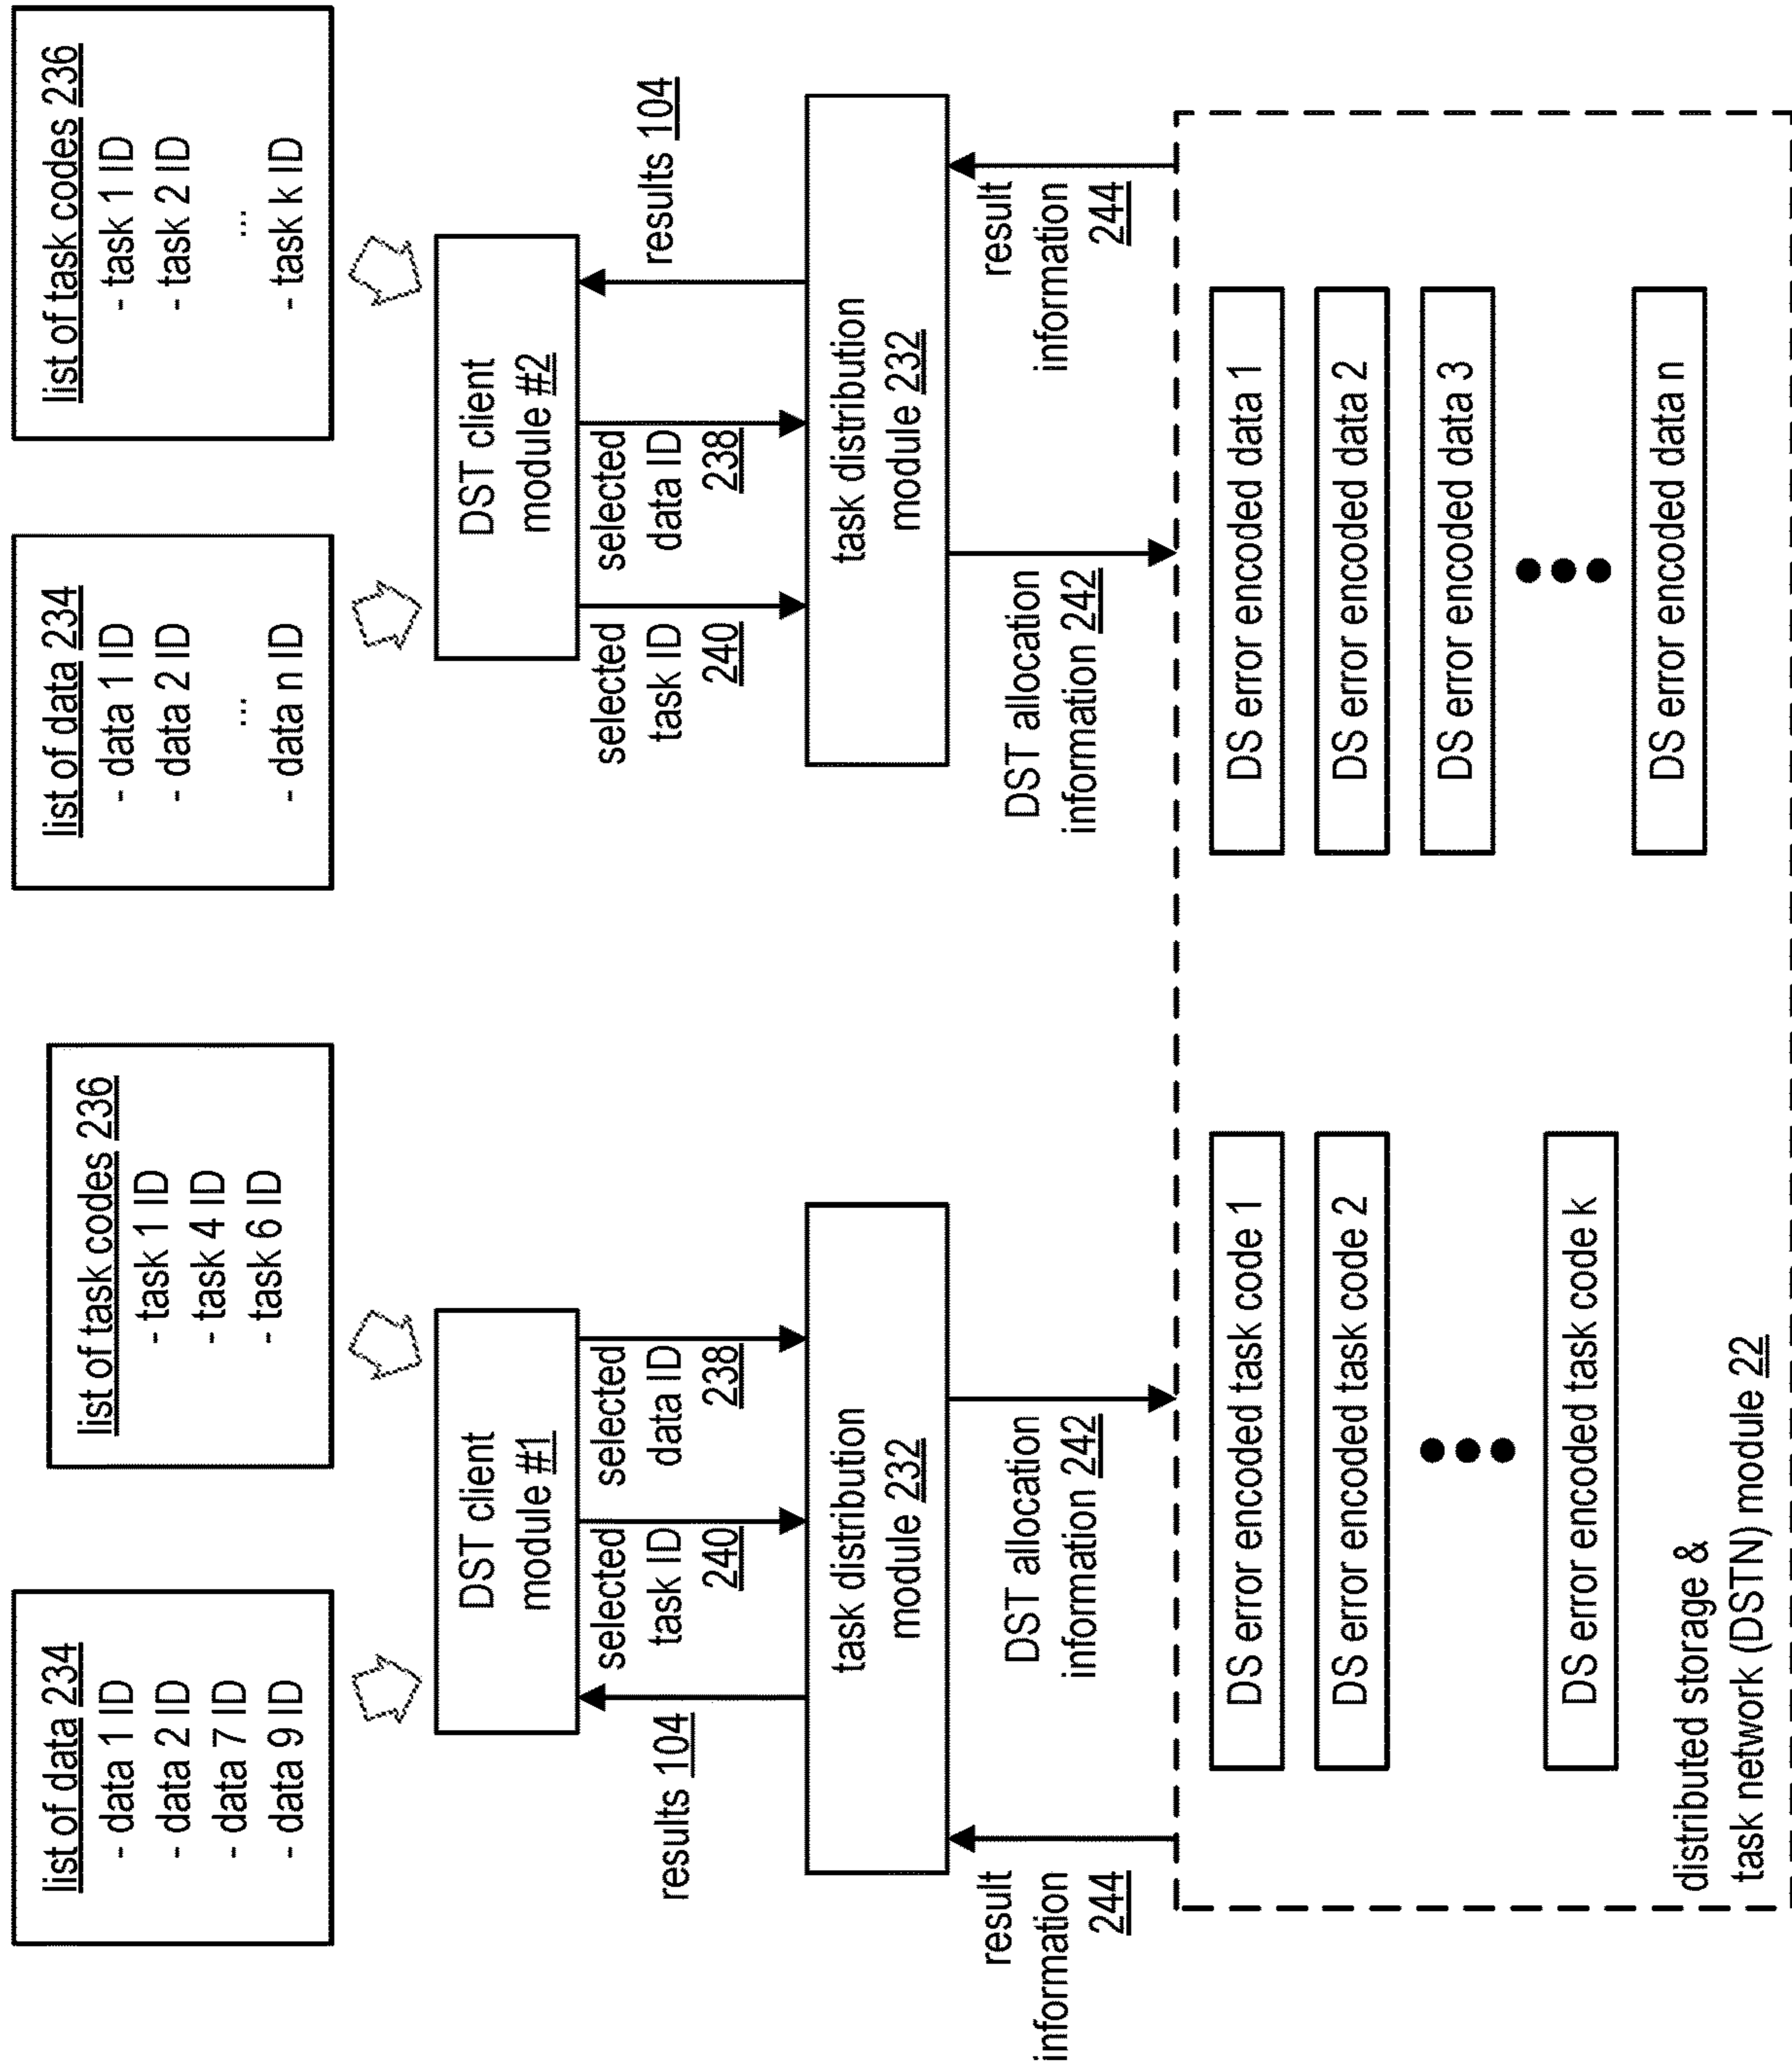 list of data 234
- data 1 ID
- data 2 ID
- data 7 ID
- data 9 ID
list of task codes 236
- task 1 ID
- task 4 ID
- task 6 ID
list of data 234
- data 1 ID
- data 2 ID
...
- data n ID
list of task codes 236
- task 1 ID
- task 2 ID
...
- task k ID
DST client
module #1
DST client
module #2
results 104
selected
task ID
240
selected
data ID
238
selected
task ID
240
selected
data ID
238
results 104
task distribution
module 232
task distribution
module 232
result
information
244
DST allocation
information 242
DST allocation
information 242
result
information
244
DS error encoded task code 1
DS error encoded task code 2
DS error encoded task code k
DS error encoded data 1
DS error encoded data 2
DS error encoded data 3
DS error encoded data n
distributed storage &
task network (DSTN) module 22